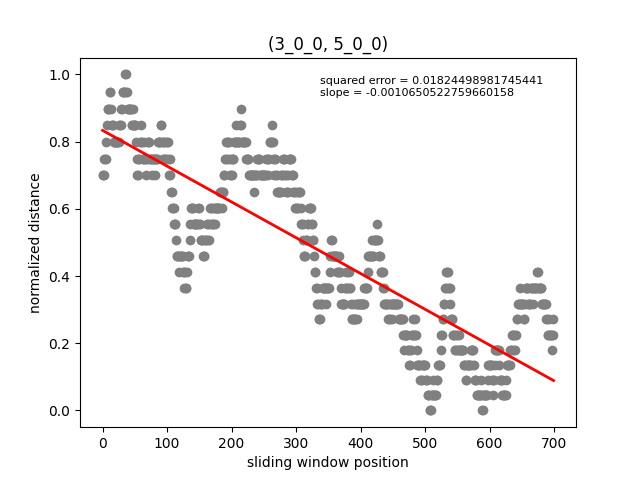 (3_0_0, 5_0_0)
squared error = 0.01824498981745441
slope = -0.0010650522759660158
normalized distance
1.0
0.8
0.6
0.4
0.2
0.0
0 100 200 300 400 500 600 700
sliding window position